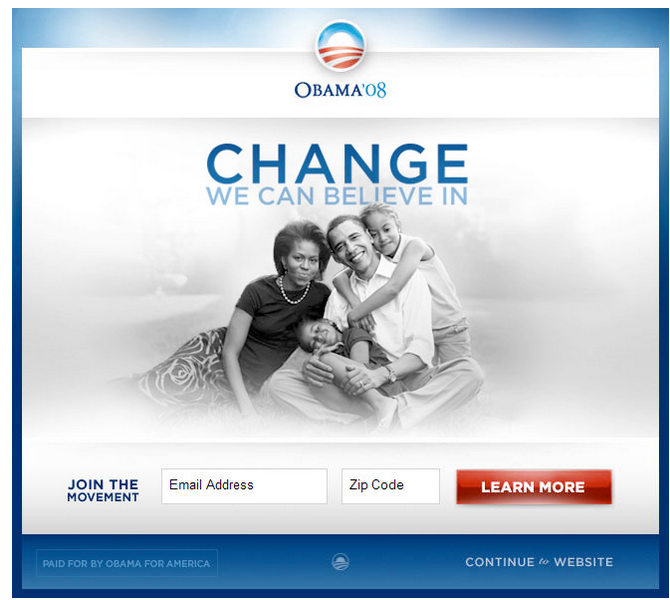 OBAMA'08
CHANGE
WE CAN BELIEVE IN
JOIN THE
MOVEMENT
Email Address
Zip Code
LEARN MORE
PAID FOR BY OBAMA FOR AMERICA
CONTINUE to WEBSITE